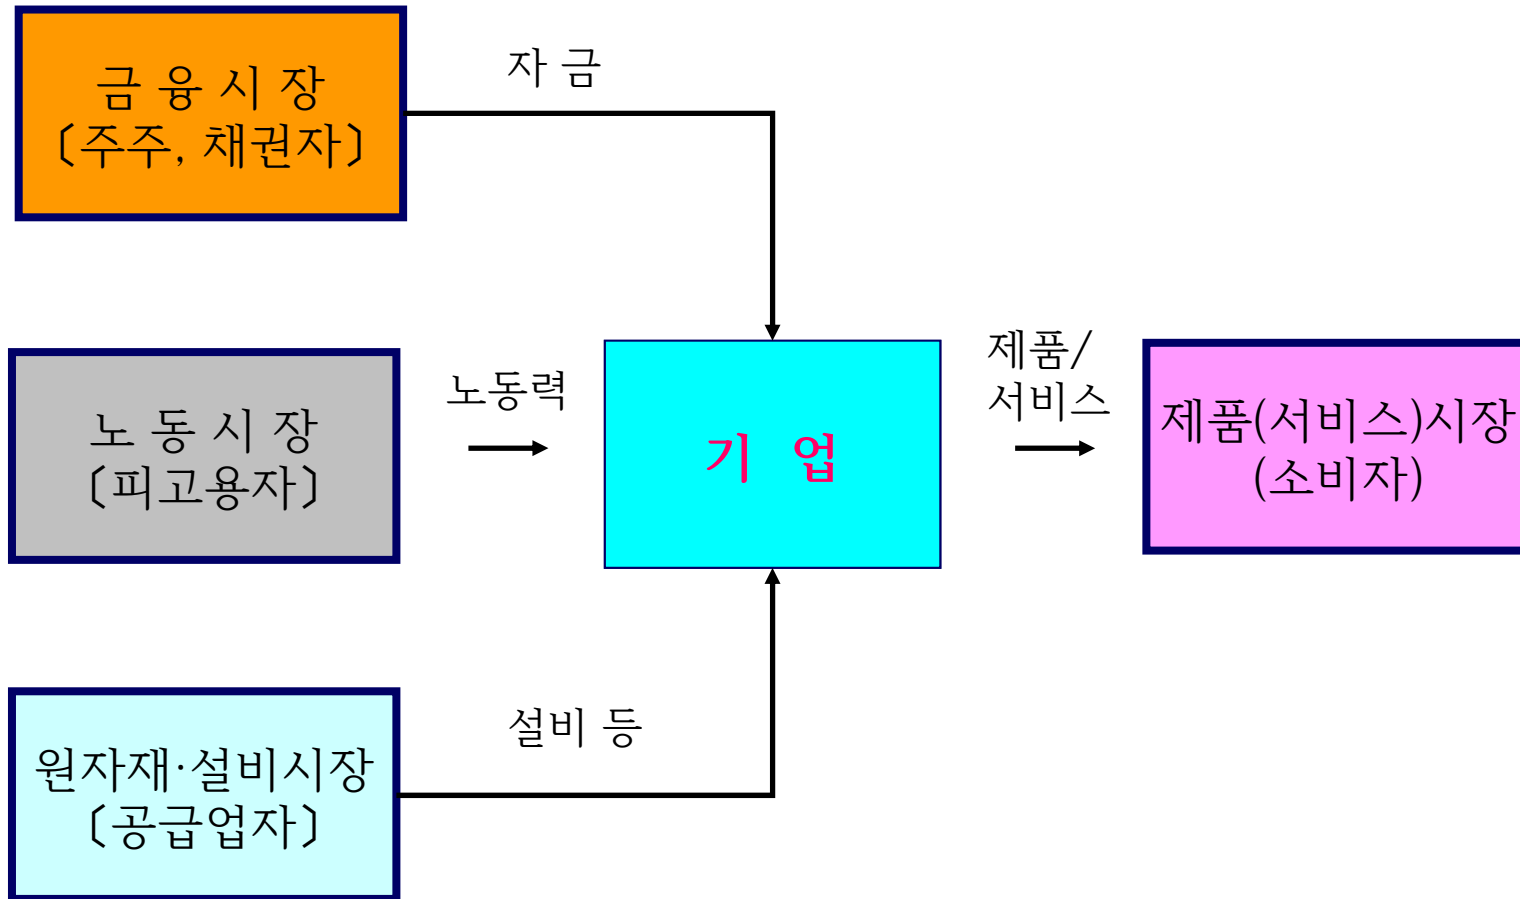 자 금
금 융 시 장
〔주주, 채권자〕
노동력
노 동 시 장
〔피고용자〕
기 업
제품/
서비스
제품(서비스)시장
(소비자)
설비 등
원자재·설비시장
〔공급업자〕